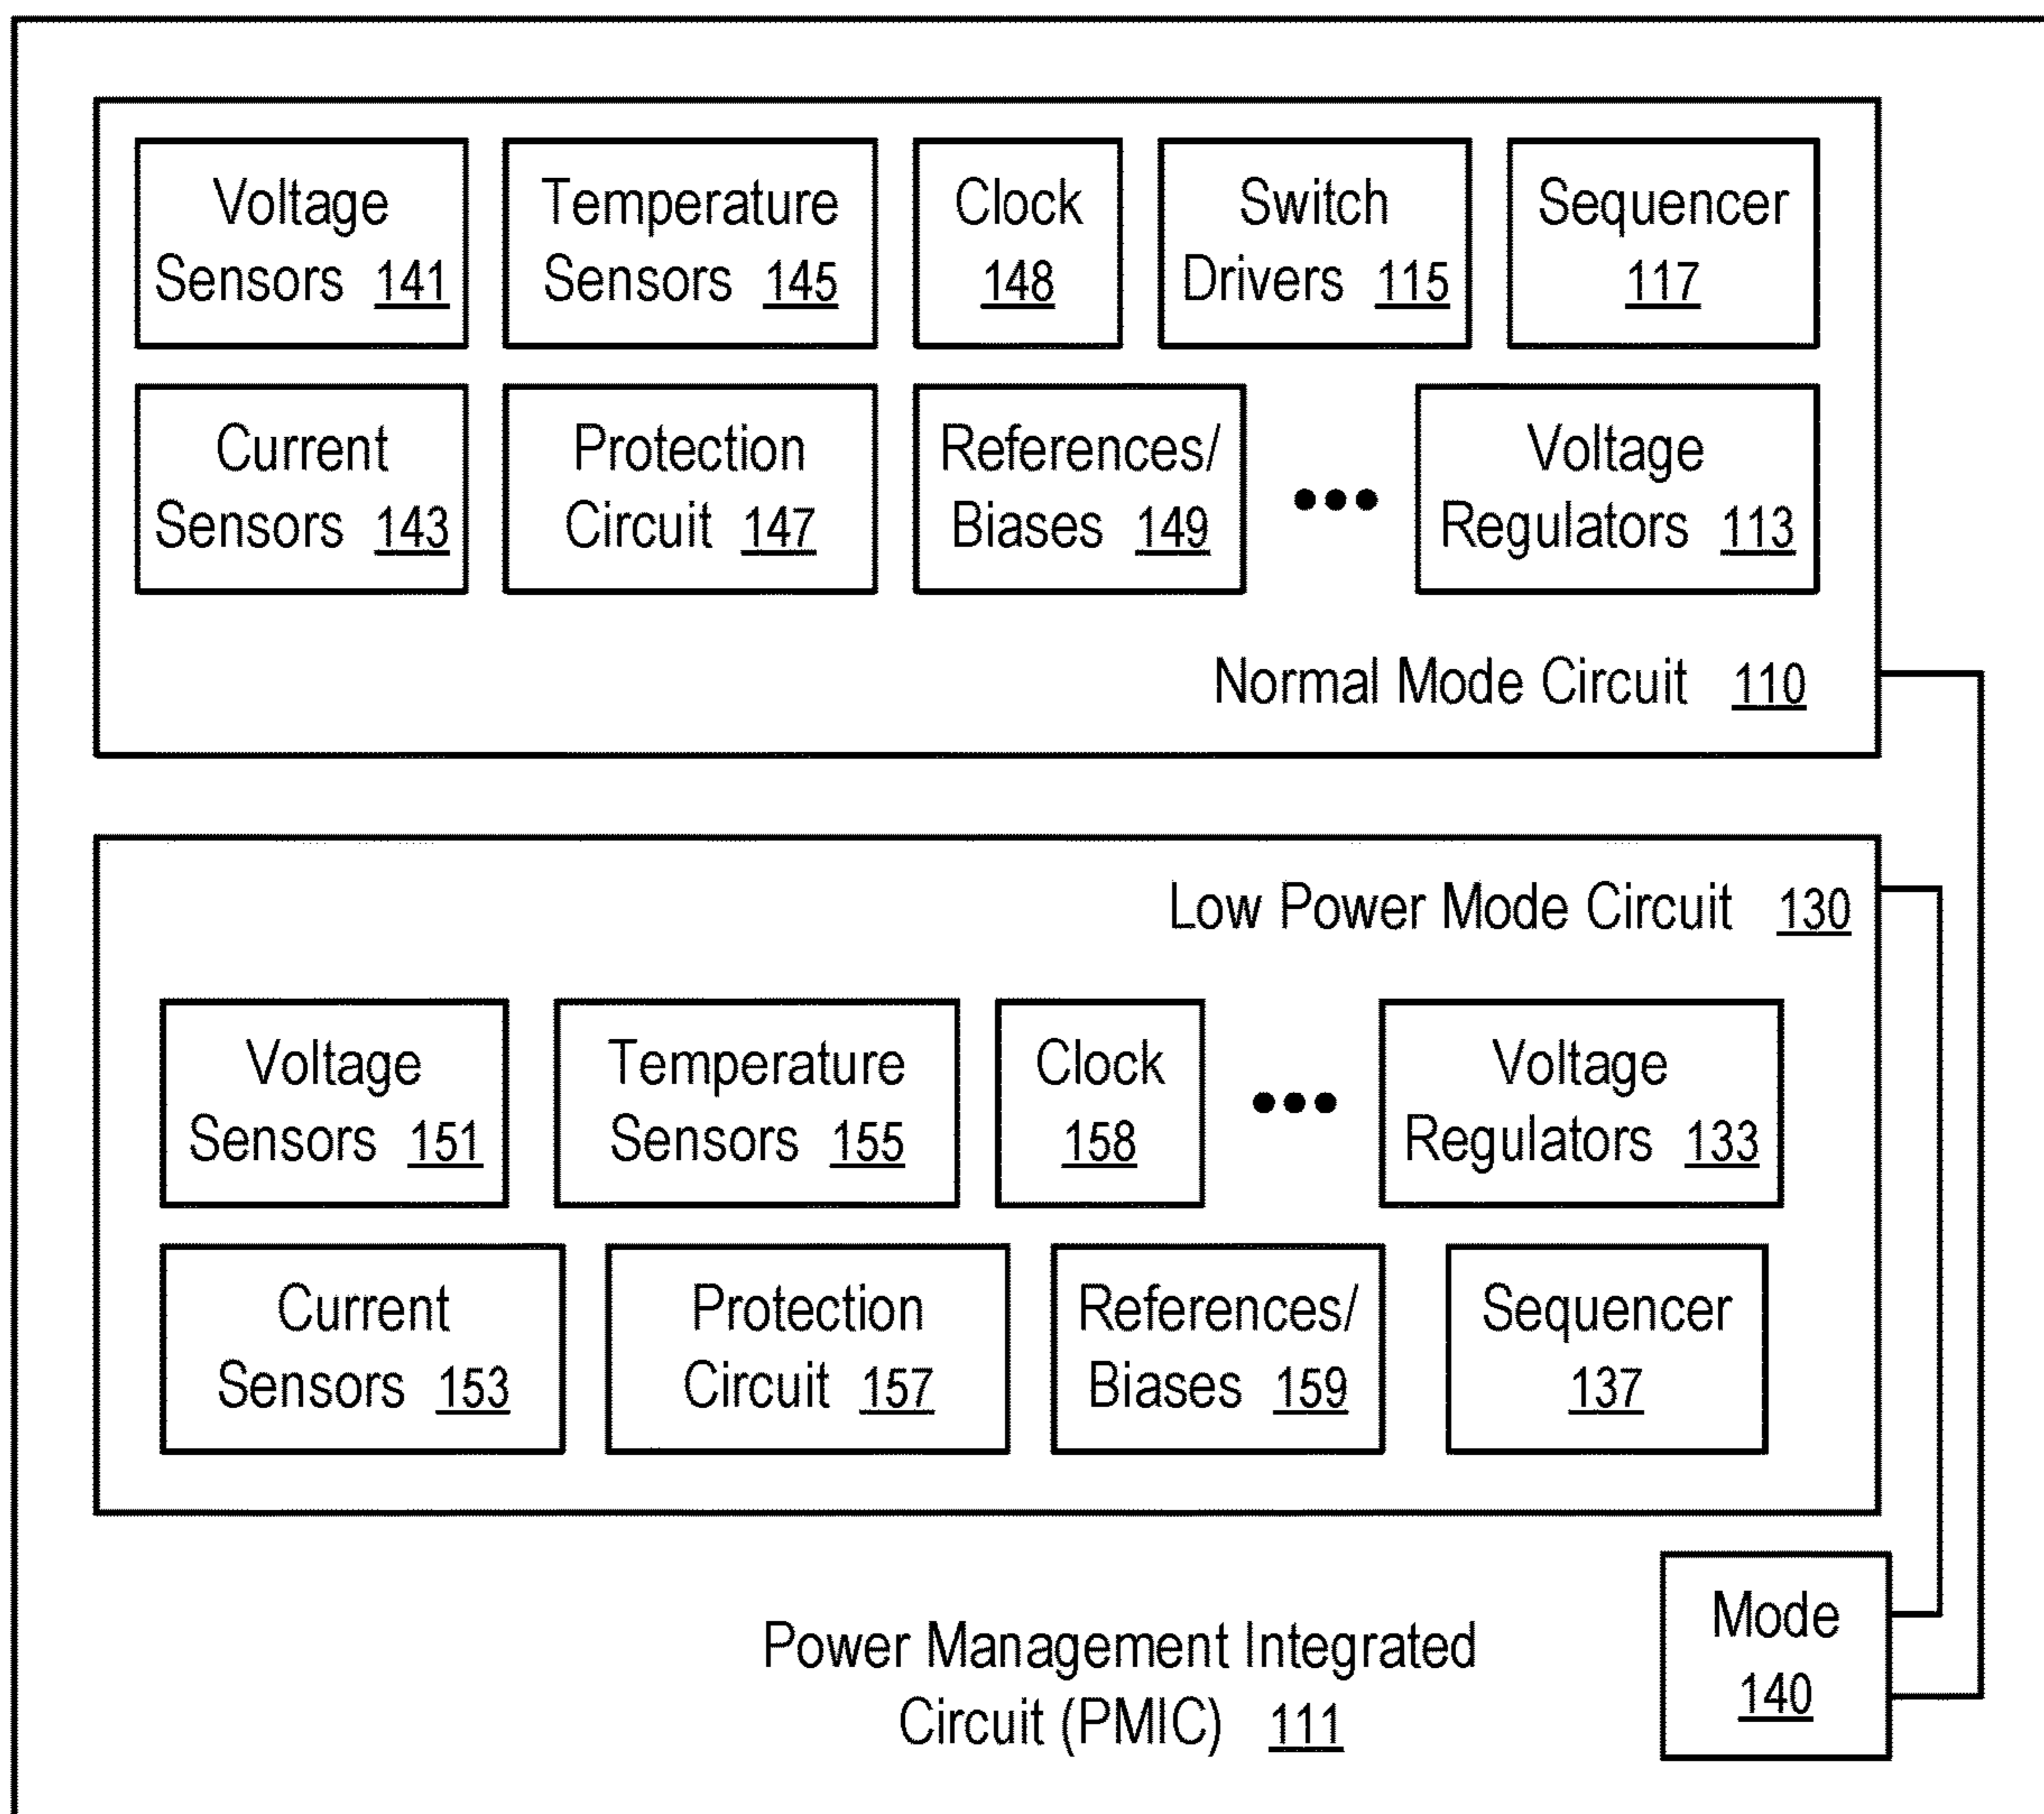 Voltage
Sensors 141
Temperature
Sensors 145
Clock
148
Switch
Drivers 115
Sequencer
117
Current
Sensors 143
Protection
Circuit 147
References/
Biases 149
•••
Voltage
Regulators 113
Normal Mode Circuit 110
Low Power Mode Circuit 130
Voltage
Sensors 151
Temperature
Sensors 155
Clock
158
•••
Voltage
Regulators 133
Current
Sensors 153
Protection
Circuit 157
References/
Biases 159
Sequencer
137
Power Management Integrated
Circuit (PMIC) 111
Mode
140